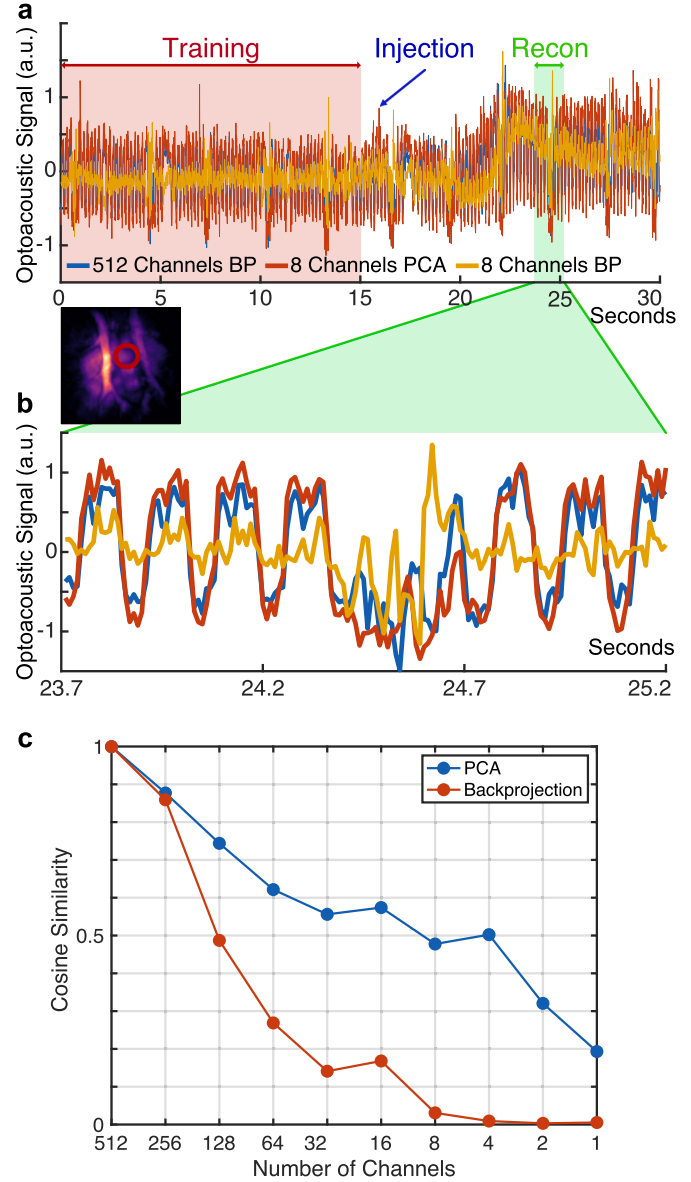 a
Training Injection Recon
Optoacoustic Signal (a.u.)
1
0
-1
512 Channels BP 8 Channels PCA 8 Channels BP
0 5 10 15 20 25 30
Seconds
b
Optoacoustic Signal (a.u.)
1
0
-1
Seconds
23.7 24.2 24.7 25.2
c
Cosine Similarity
1
0.5
0
PCA
Backprojection
512 256 128 64 32 16 8 4 2 1
Number of Channels